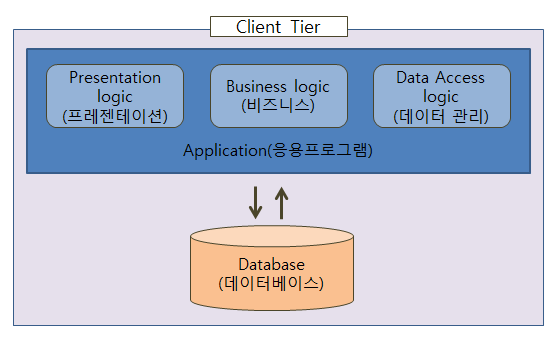 Client Tier
Presentation
logic
(프레젠테이션)
Business logic
(비즈니스)
Data Access
logic
(데이터 관리)
Application(응용프로그램)
Database
(데이터베이스)